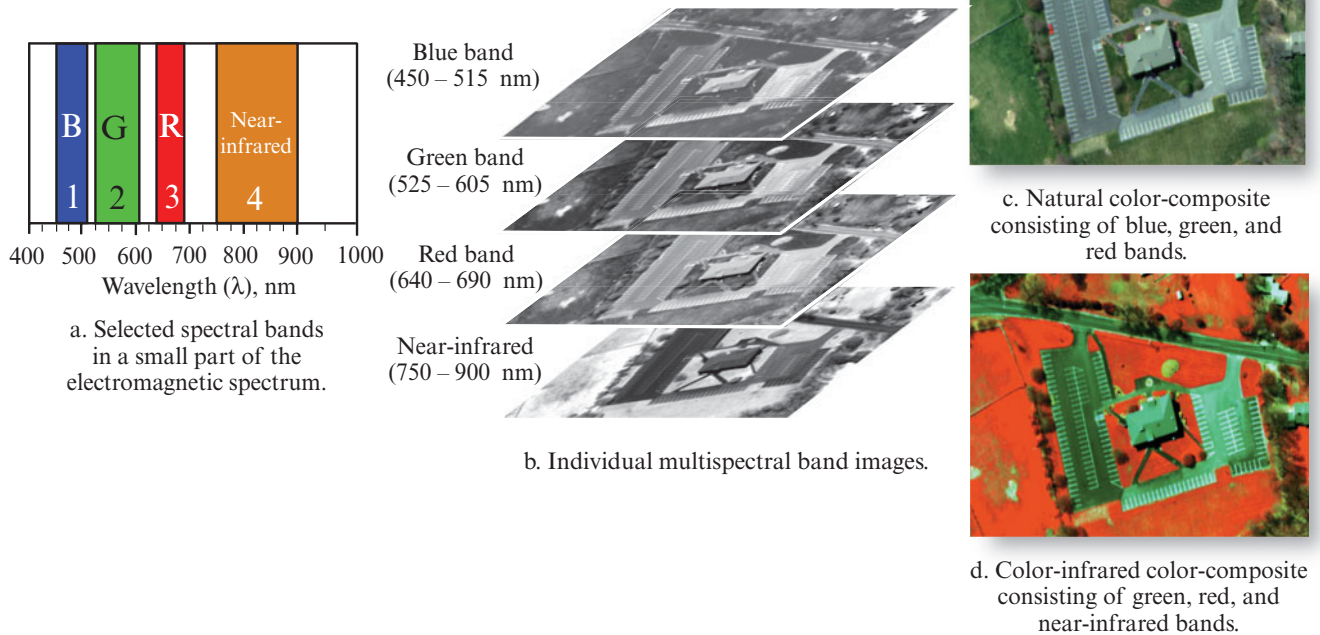 B
G
R
Near-
infrared
1
2
3
4
400 500 600 700 800 900 1000
Wavelength (λ), nm
a. Selected spectral bands
in a small part of the
electromagnetic spectrum.
Blue band
(450 – 515 nm)
Green band
(525 – 605 nm)
Red band
(640 – 690 nm)
Near-infrared
(750 – 900 nm)
b. Individual multispectral band images.
c. Natural color-composite
consisting of blue, green, and
red bands.
d. Color-infrared color-composite
consisting of green, red, and
near-infrared bands.